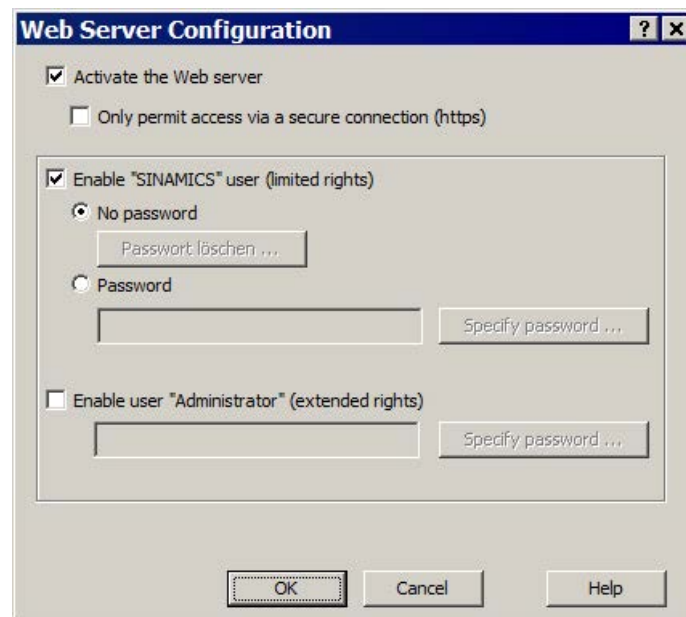 Web Server Configuration
Activate the Web server
Only permit access via a secure connection (https)
Enable "SINAMICS" user (limited rights)
No password
Passwort löschen ...
Password
Specify password ...
Enable user "Administrator" (extended rights)
Specify password ...
OK Cancel Help